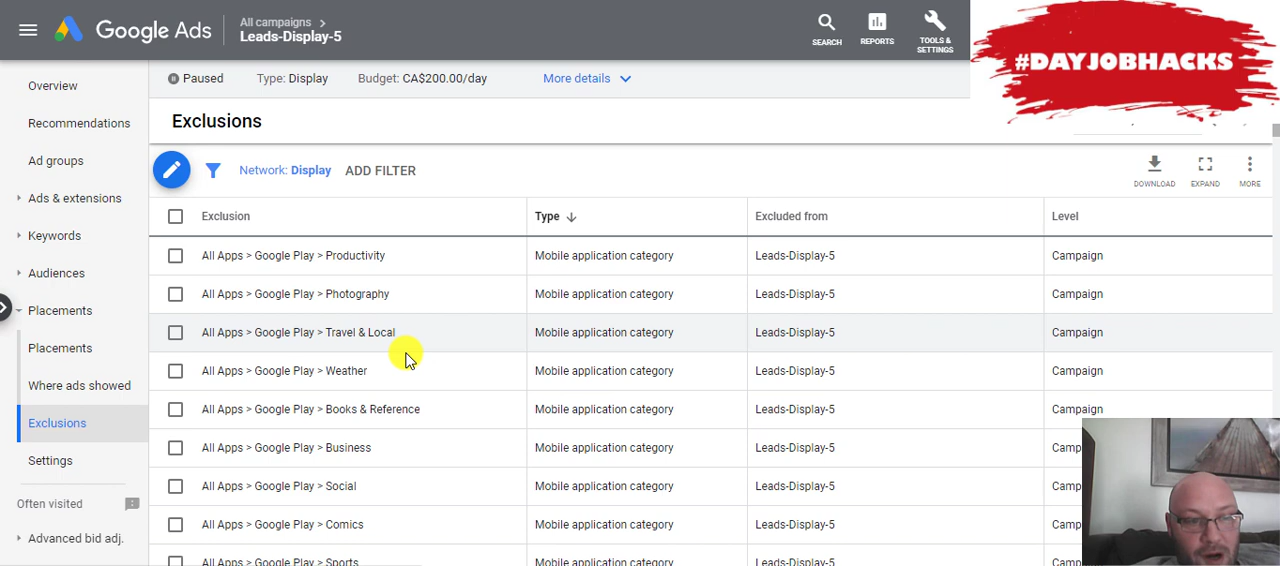 Google Ads
All campaigns >
Leads-Display-5
SEARCH
REPORTS
TOOLS &
SETTINGS
#DAYJOBHACKS
Paused
Type: Display
Budget: CA$200.00/day
More details
Overview
Recommendations
Ad groups
Ads & extensions
Keywords
Audiences
Placements
Placements
Where ads showed
Exclusions
Settings
Often visited
Advanced bid adj.
Exclusions
Network: Display
ADD FILTER
DOWNLOAD
EXPAND
MORE
Exclusion Type Excluded from Level
All Apps > Google Play > Productivity Mobile application category Leads-Display-5 Campaign
All Apps > Google Play > Photography Mobile application category Leads-Display-5 Campaign
All Apps > Google Play > Travel & Local Mobile application category Leads-Display-5 Campaign
All Apps > Google Play > Weather Mobile application category Leads-Display-5 Campaign
All Apps > Google Play > Books & Reference Mobile application category Leads-Display-5 Campaign
All Apps > Google Play > Business Mobile application category Leads-Display-5 Camp
All Apps > Google Play > Social Mobile application category Leads-Display-5 Camp
All Apps > Google Play > Comics Mobile application category Leads-Display-5 Camp
All Apps > Google Play > Sports Mobile application category Leads-Display-5 Camp